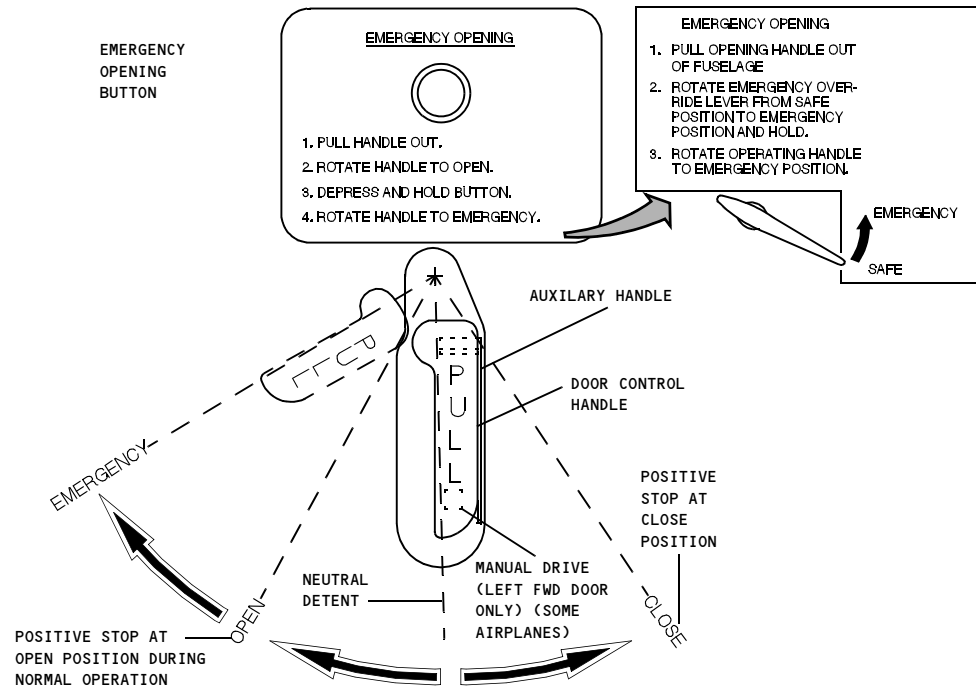 EMERGENCY
OPENING
BUTTON
EMERGENCY OPENING
1. PULL HANDLE OUT.
2. ROTATE HANDLE TO OPEN.
3. DEPRESS AND HOLD BUTTON.
4. ROTATE HANDLE TO EMERGENCY.
EMERGENCY OPENING
1. PULL OPENING HANDLE OUT
OF FUSELAGE
2. ROTATE EMERGENCY OVER-
RIDE LEVER FROM SAFE
POSITION TO EMERGENCY
POSITION AND HOLD.
3. ROTATE OPERATING HANDLE
TO EMERGENCY POSITION.
EMERGENCY
SAFE
AUXILARY HANDLE
DOOR CONTROL
HANDLE
PULL
PULL
EMERGENCY
POSITIVE
STOP AT
CLOSE
POSITION
MANUAL DRIVE
(LEFT FWD DOOR
ONLY) (SOME
AIRPLANES)
NEUTRAL
DETENT
OPEN
CLOSE
POSITIVE STOP AT
OPEN POSITION DURING
NORMAL OPERATION